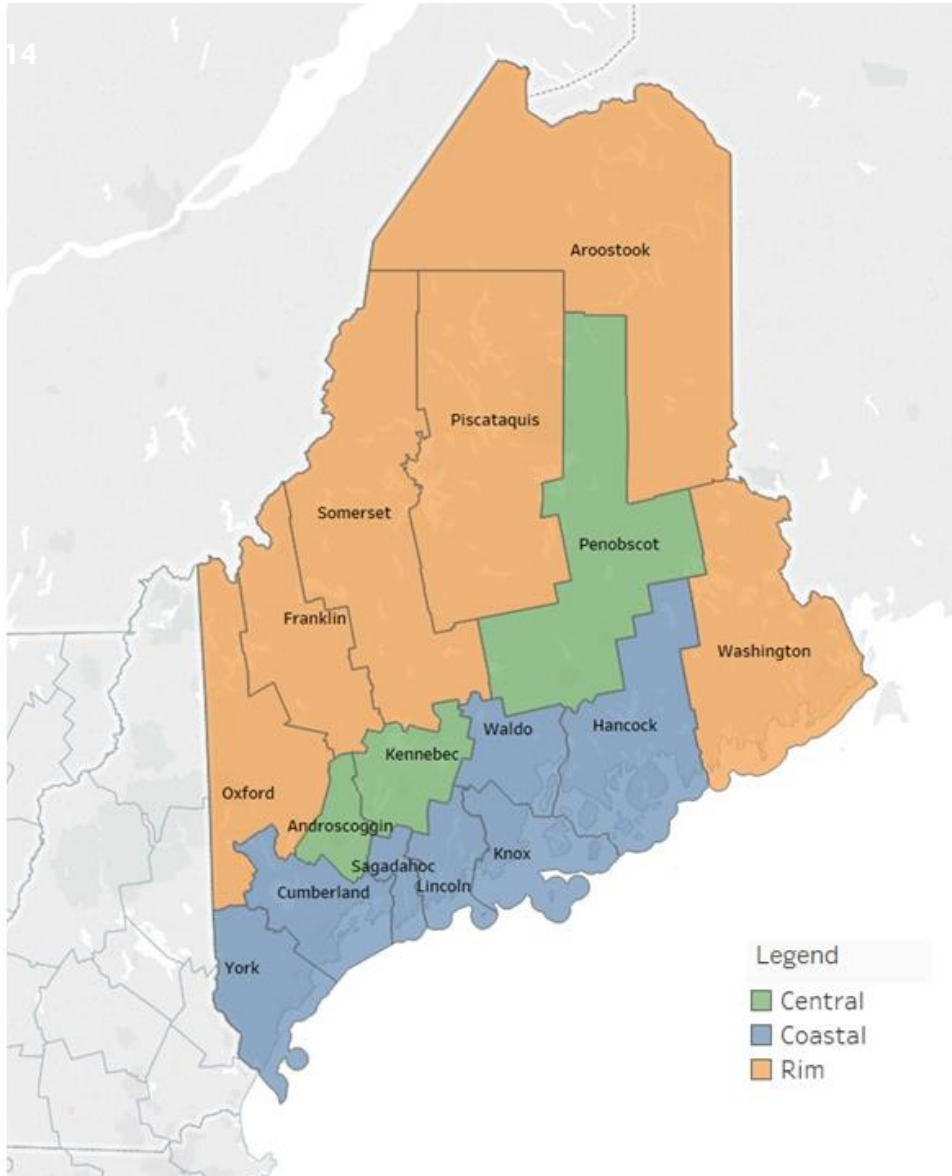 14
Aroostook
Piscataquis
Somerset
Penobscot
Franklin
Washington
Waldo
Hancock
Kennebec
Oxford
Androscoggin
Knox
Sagadahoc
Lincoln
Cumberland
York
Legend
Central
Coastal
Rim